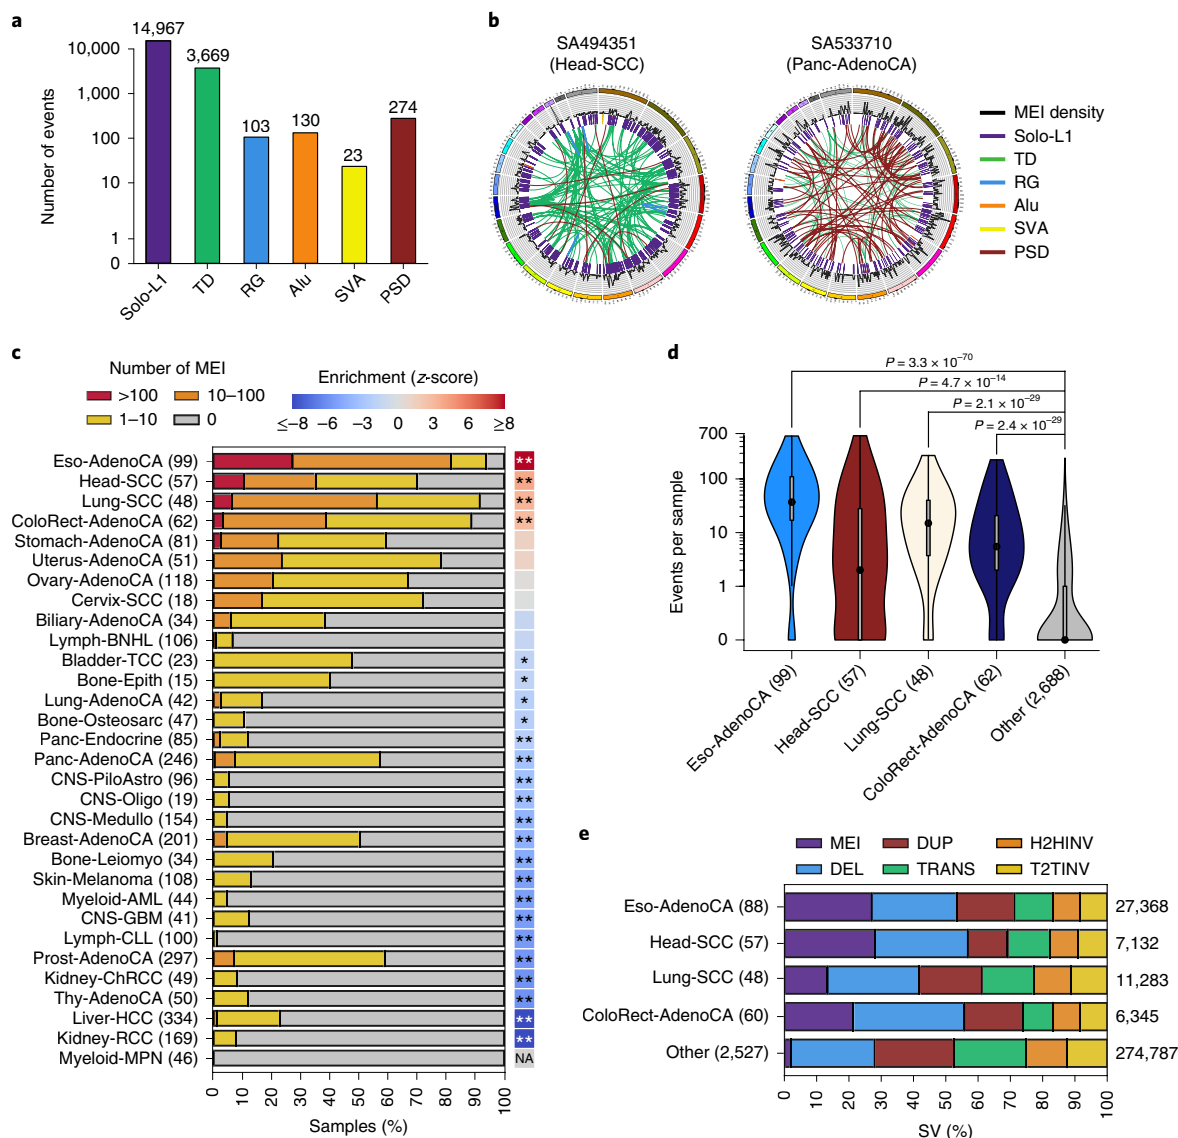 a
14,967
3,669
103
130
23
274
10,000
1,000
100
10
1
0
Number of events
Solo-L1
TD
RG
Alu
SVA
PSD
b
SA494351
(Head-SCC)
SA533710
(Panc-AdenoCA)
MEI density
Solo-L1
TD
RG
Alu
SVA
PSD
c
Number of MEI
>100
10–100
1–10
0
Enrichment (z-score)
≤–8 –6 –3 0 3 6 ≥8
Eso-AdenoCA (99) **
Head-SCC (57) **
Lung-SCC (48) **
ColoRect-AdenoCA (62) **
Stomach-AdenoCA (81)
Uterus-AdenoCA (51)
Ovary-AdenoCA (118)
Cervix-SCC (18)
Biliary-AdenoCA (34)
Lymph-BNHL (106)
Bladder-TCC (23) *
Bone-Epith (15) *
Lung-AdenoCA (42) *
Bone-Osteosarc (47) *
Panc-Endocrine (85) **
Panc-AdenoCA (246) **
CNS-PiloAstro (96) **
CNS-Oligo (19) **
CNS-Medullo (154) **
Breast-AdenoCA (201) **
Bone-Leiomyo (34) **
Skin-Melanoma (108) **
Myeloid-AML (44) **
CNS-GBM (41) **
Lymph-CLL (100) **
Prost-AdenoCA (297) **
Kidney-ChRCC (49) **
Thy-AdenoCA (50) **
Liver-HCC (334) **
Kidney-RCC (169) **
Myeloid-MPN (46) NA
0 10 20 30 40 50 60 70 80 90 100
Samples (%)
d
P = 3.3 × 10–70
P = 4.7 × 10–14
P = 2.1 × 10–29
P = 2.4 × 10–29
700
100
10
1
0
Events per sample
Eso-AdenoCA (99)
Head-SCC (57)
Lung-SCC (48)
ColoRect-AdenoCA (62)
Other (2,688)
e
MEI
DUP
H2HINV
DEL
TRANS
T2TINV
Eso-AdenoCA (88) 27,368
Head-SCC (57) 7,132
Lung-SCC (48) 11,283
ColoRect-AdenoCA (60) 6,345
Other (2,527) 274,787
0 10 20 30 40 50 60 70 80 90 100
SV (%)